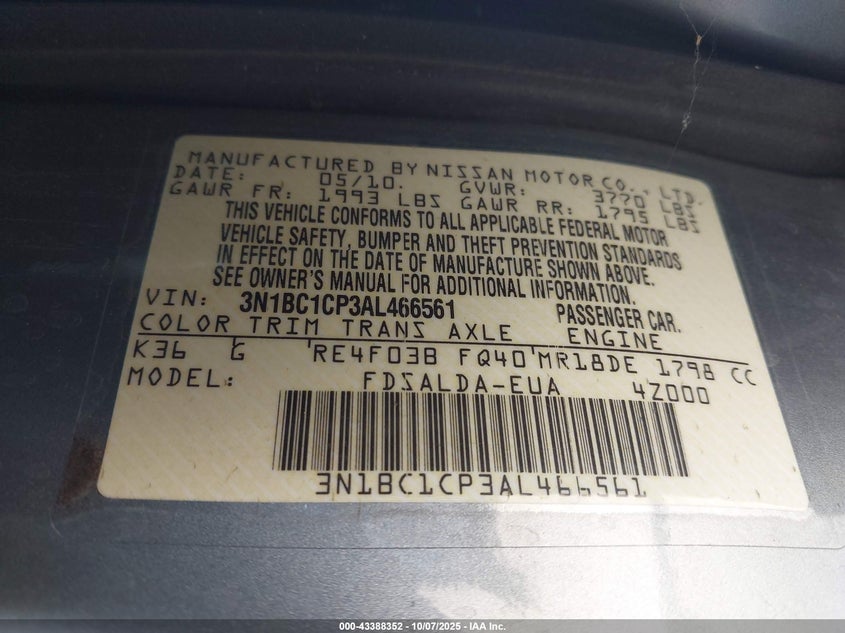 MANUFACTURED BY NISSAN MOTOR CO., LTD.
DATE: 05/10. GVWR: 3770 LBS
GAWR FR: 1993 LBS GAWR RR: 1795 LBS
THIS VEHICLE CONFORMS TO ALL APPLICABLE FEDERAL MOTOR
VEHICLE SAFETY, BUMPER AND THEFT PREVENTION STANDARDS
IN EFFECT ON THE DATE OF MANUFACTURE SHOWN ABOVE.
SEE OWNER'S MANUAL FOR ADDITIONAL INFORMATION.
VIN: 3N1BC1CP3AL466561 PASSENGER CAR.
COLOR TRIM TRANS AXLE ENGINE
K36 G RE4F03B FQ40 MR18DE 1798 CC
MODEL: FDSALDA-EUA 4Z000
3N1BC1CP3AL466561
000-43388352 | 10/07/2025 - IAA Inc.